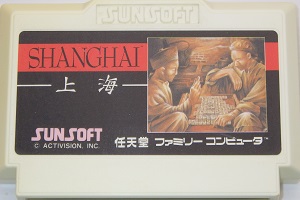 SUNSOFT
SHANGHAI
上海
SUNSOFT
© ACTIVISION, INC.
任天堂 ファミリーコンピュータ